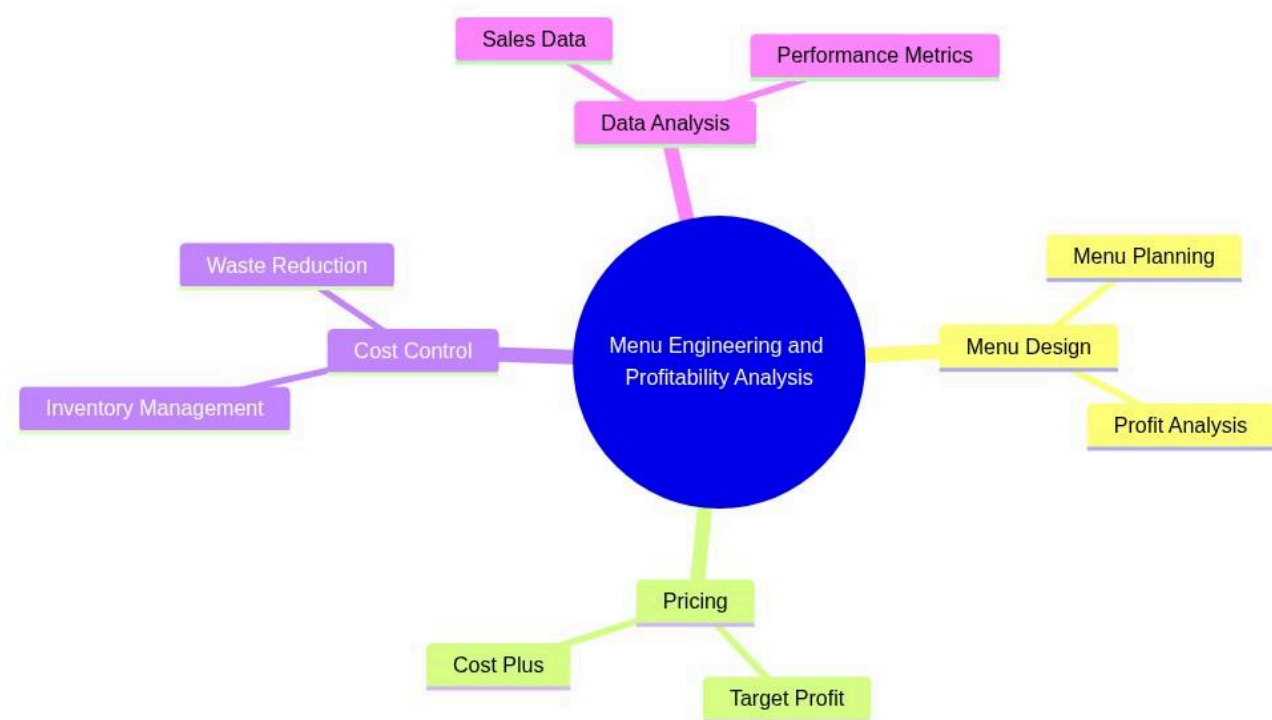 Sales Data
Performance Metrics
Data Analysis
Waste Reduction
Cost Control
Inventory Management
Menu Engineering and
Profitability Analysis
Menu Planning
Menu Design
Profit Analysis
Pricing
Cost Plus
Target Profit